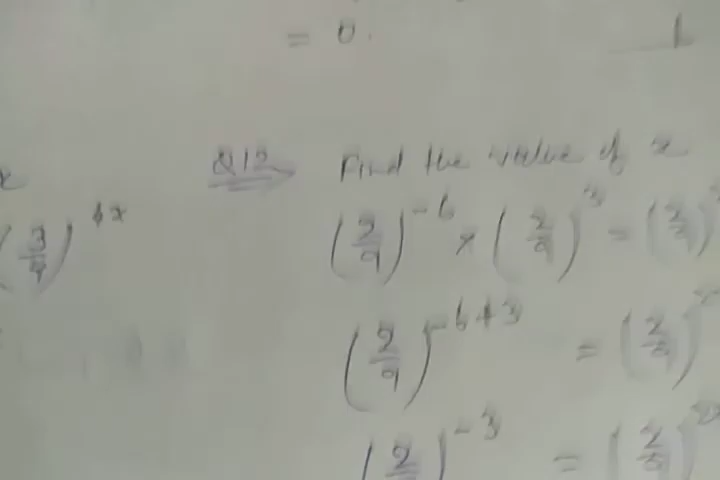 = 0.
1
x
Find the value of x
(3/4)^4x
(2/9)^-6 × (2/9)^3 = (2/9)
(2/9)^-6+3 = (2/9)
(2/9)^-3 = (2/9)